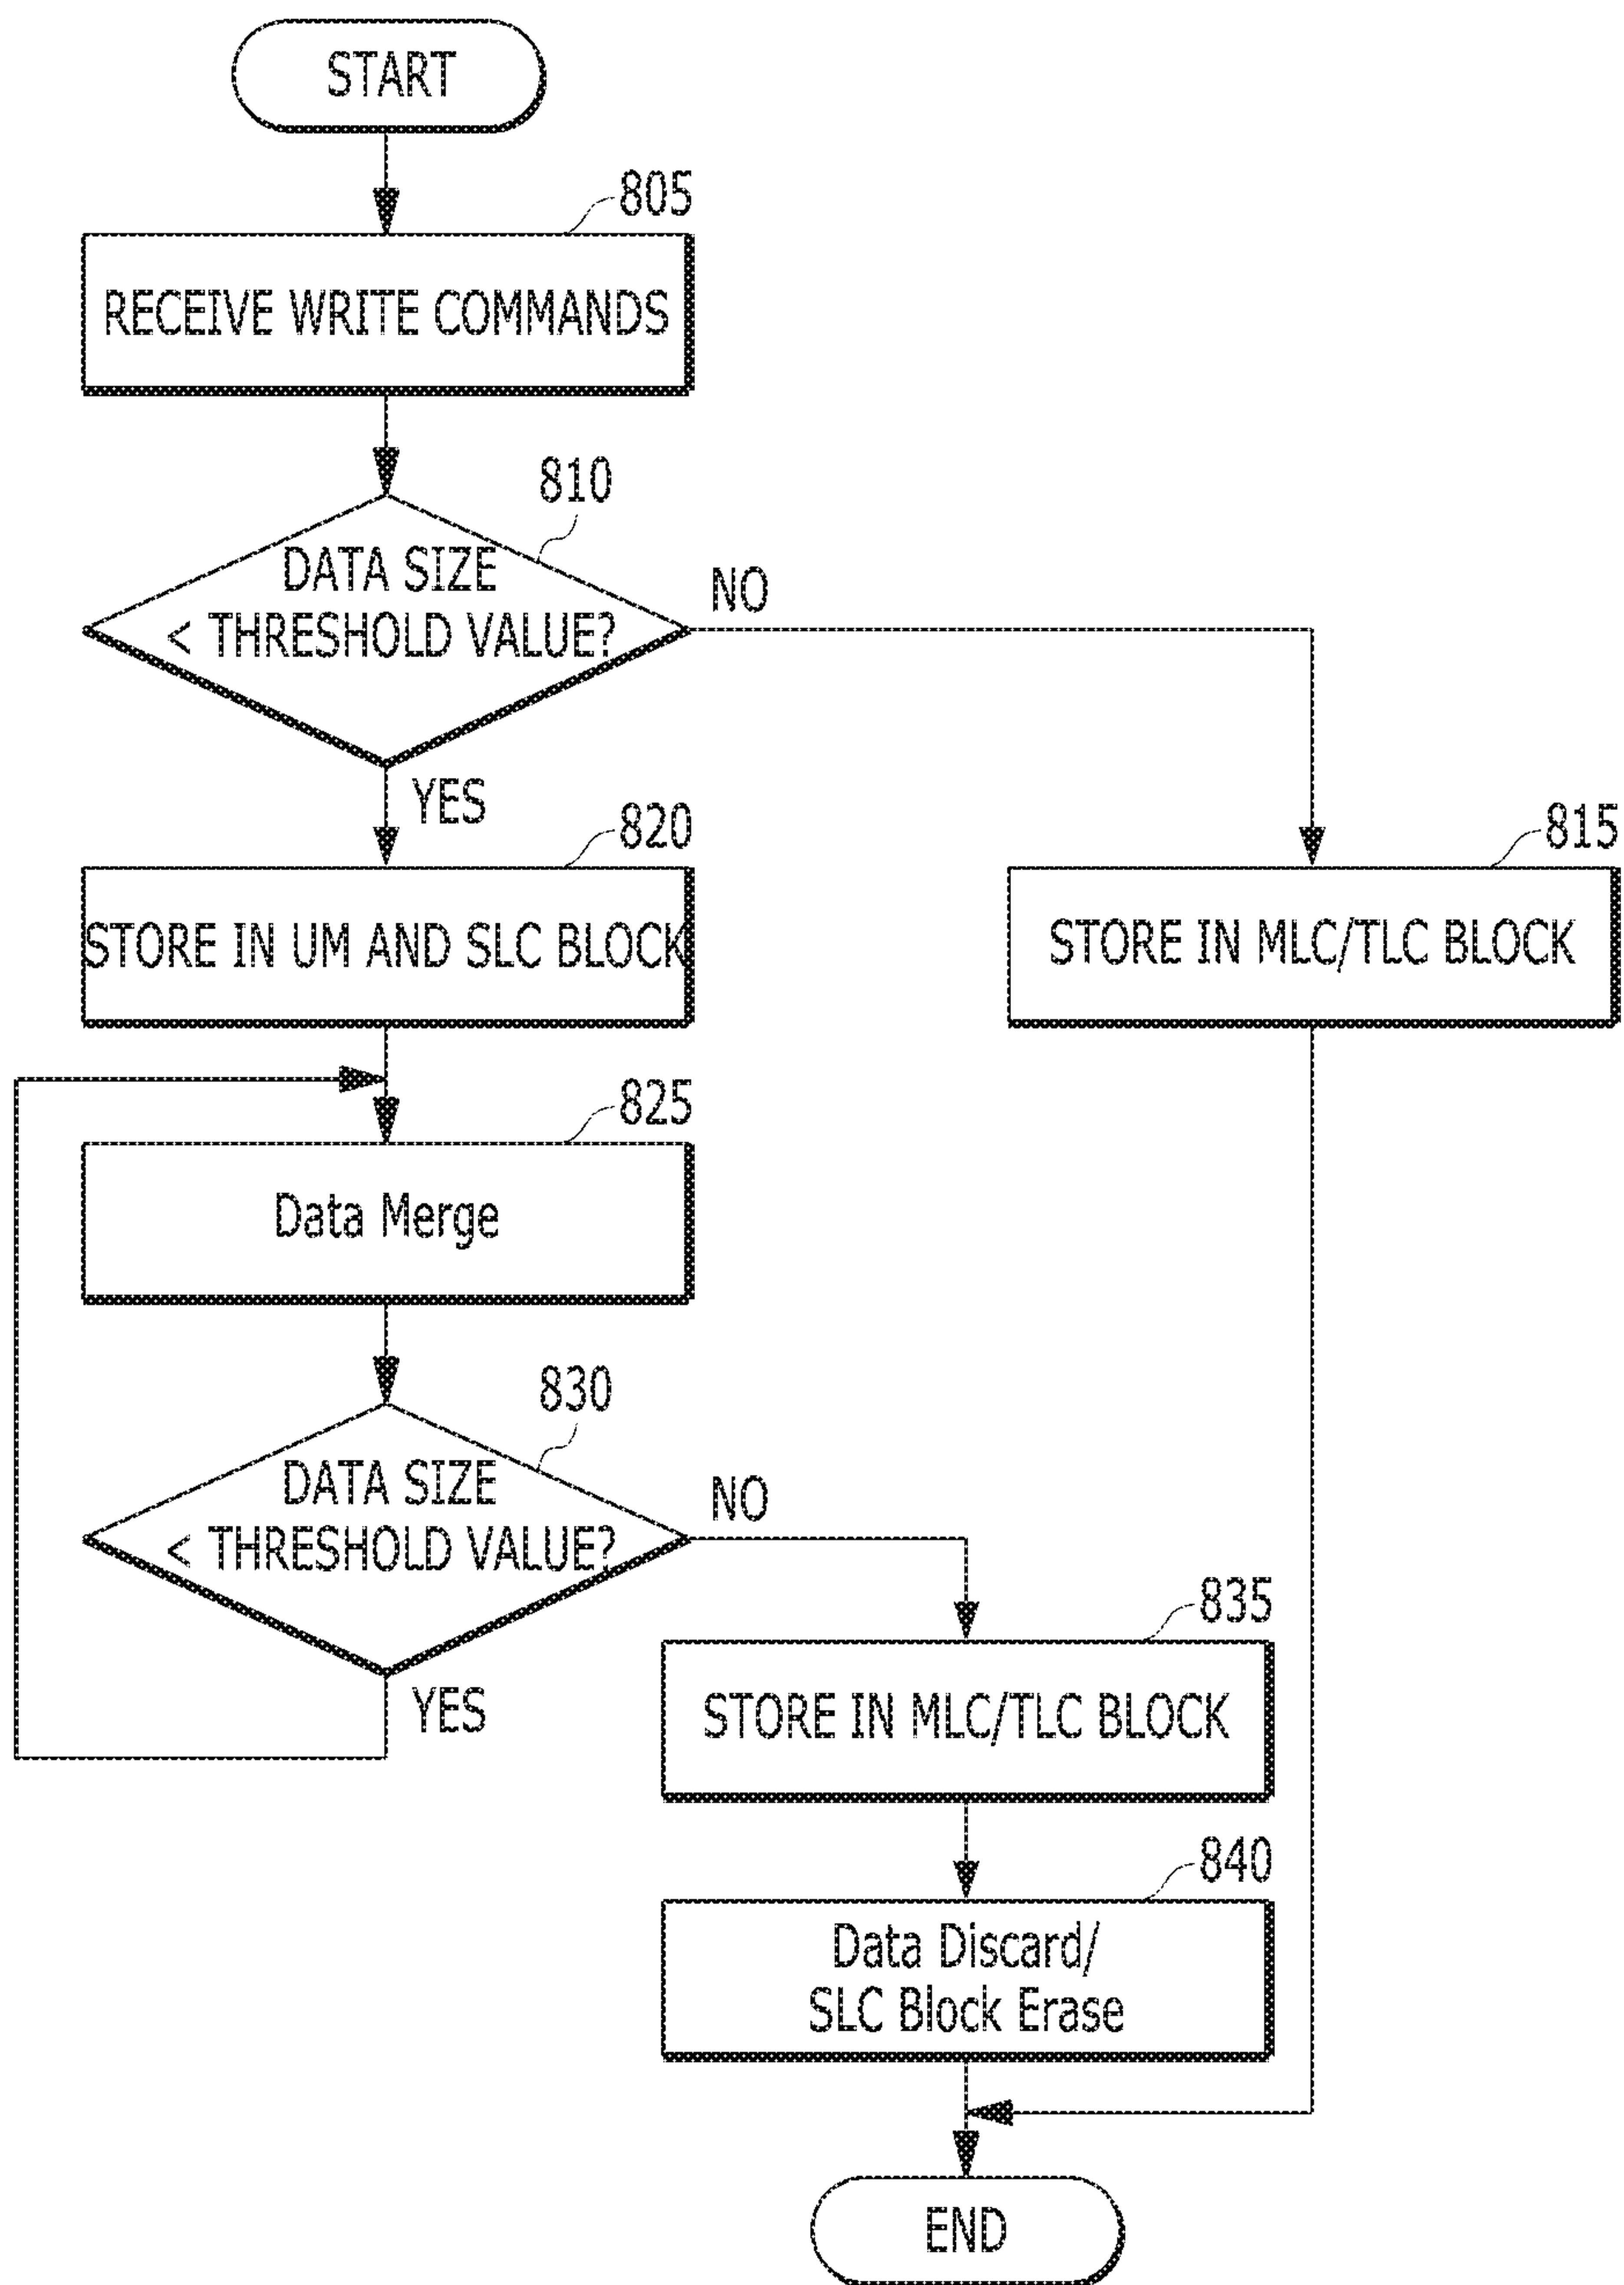 START
805
RECEIVE WRITE COMMANDS
810
DATA SIZE
< THRESHOLD VALUE?
NO
YES
820
STORE IN UM AND SLC BLOCK
815
STORE IN MLC/TLC BLOCK
825
Data Merge
830
DATA SIZE
< THRESHOLD VALUE?
NO
YES
835
STORE IN MLC/TLC BLOCK
840
Data Discard/
SLC Block Erase
END